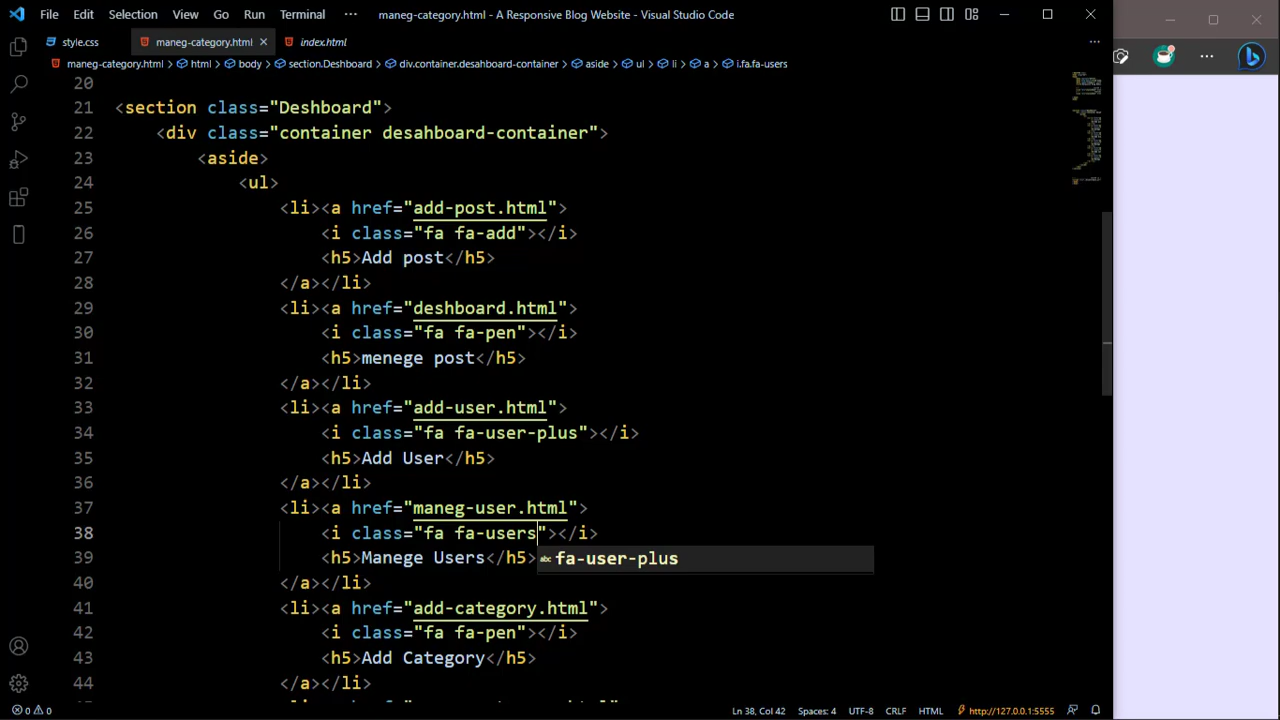 File Edit Selection View Go Run Terminal ··· maneg-category.html - A Responsive Blog Website - Visual Studio Code
style.css maneg-category.html index.html
maneg-category.html > html > body > section.Deshboard > div.container.desahboard-container > aside > ul > li > a > i.fa.fa-users
20
21 <section class="Deshboard">
22 <div class="container desahboard-container">
23 <aside>
24 <ul>
25 <li><a href="add-post.html">
26 <i class="fa fa-add"></i>
27 <h5>Add post</h5>
28 </a></li>
29 <li><a href="deshboard.html">
30 <i class="fa fa-pen"></i>
31 <h5>menege post</h5>
32 </a></li>
33 <li><a href="add-user.html">
34 <i class="fa fa-user-plus"></i>
35 <h5>Add User</h5>
36 </a></li>
37 <li><a href="maneg-user.html">
38 <i class="fa fa-users"></i>
39 <h5>Manege Users</h5>
abc fa-user-plus
40 </a></li>
41 <li><a href="add-category.html">
42 <i class="fa fa-pen"></i>
43 <h5>Add Category</h5>
44 </a></li>
0 0 Ln 38, Col 42 Spaces: 4 UTF-8 CRLF HTML http://127.0.0.1:5555